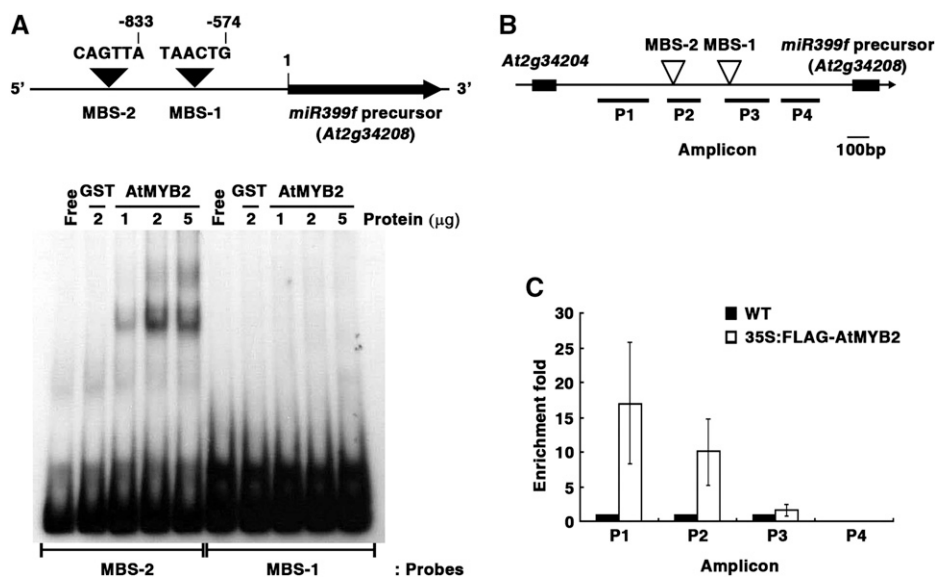 A
-833 -574
CAGTTA TAACTG
1
5' 3'
MBS-2 MBS-1 miR399f precursor
(At2g34208)
Free GST AtMYB2 Free GST AtMYB2
2 1 2 5 2 1 2 5 Protein (μg)
MBS-2 MBS-1 : Probes
B
MBS-2 MBS-1 miR399f precursor
At2g34204 (At2g34208)
P1 P2 P3 P4
Amplicon 100bp
C
WT
35S:FLAG-AtMYB2
Enrichment fold
30
25
20
15
10
5
0
P1 P2 P3 P4
Amplicon